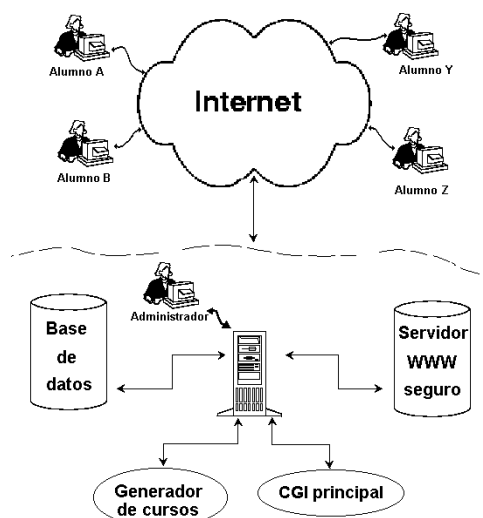 Alumno A
Alumno Y
Internet
Alumno B
Alumno Z
Administrador
Base
de
datos
Servidor
WWW
seguro
Generador
de cursos
CGI principal